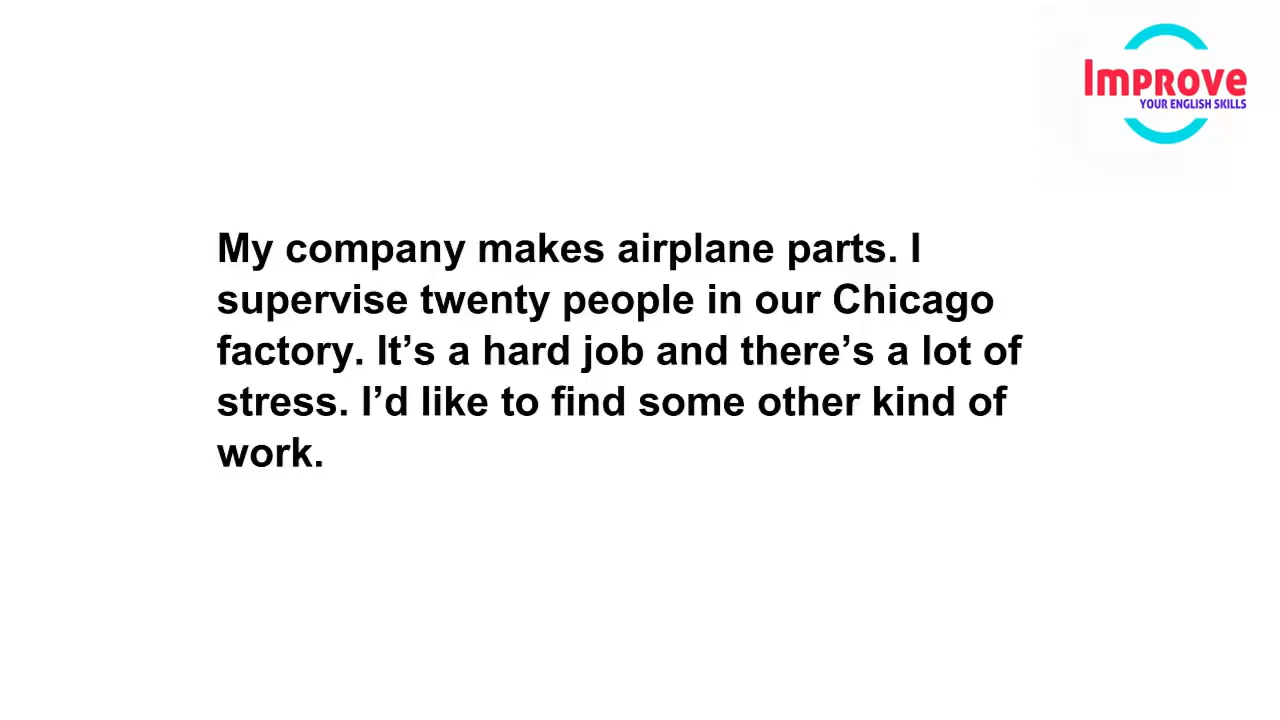 Improve
YOUR ENGLISH SKILLS
My company makes airplane parts. I
supervise twenty people in our Chicago
factory. It’s a hard job and there’s a lot of
stress. I’d like to find some other kind of
work.